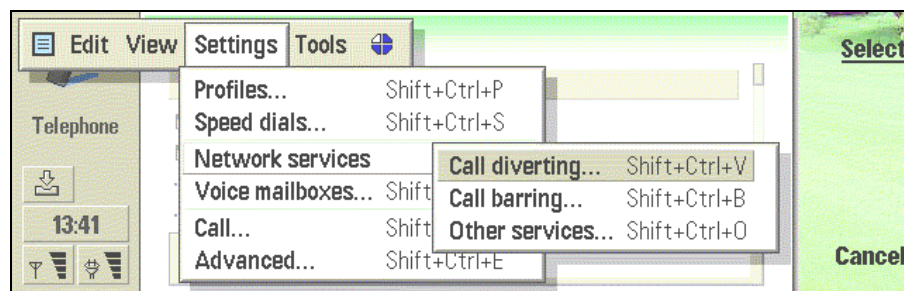 Edit View Settings Tools
Select
Profiles... Shift+Ctrl+P
Telephone
Speed dials... Shift+Ctrl+S
Network services
Call diverting... Shift+Ctrl+V
Voice mailboxes... Shift
Call barring... Shift+Ctrl+B
13:41
Call... Shift
Other services... Shift+Ctrl+O
Advanced... Shift+Ctrl+E
Cancel